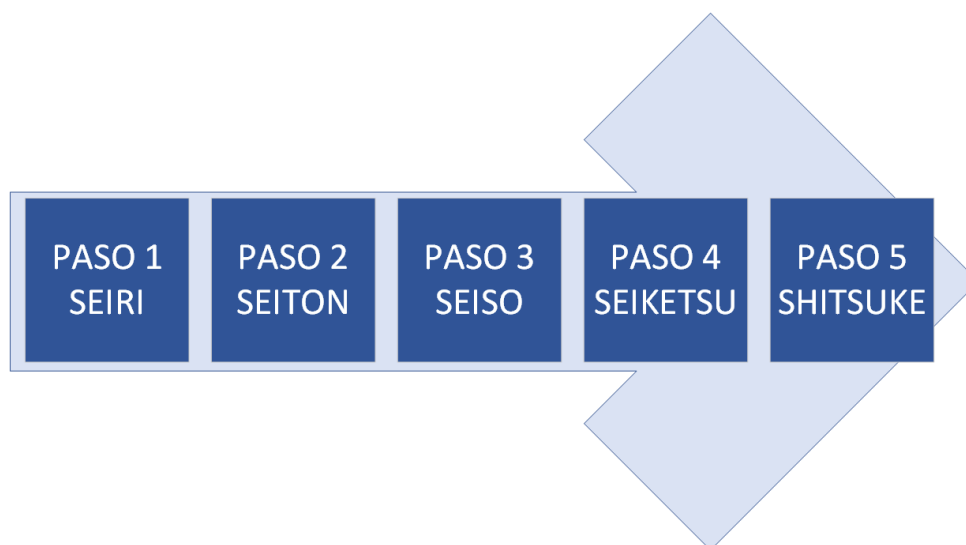 PASO 1
SEIRI
PASO 2
SEITON
PASO 3
SEISO
PASO 4
SEIKETSU
PASO 5
SHITSUKE